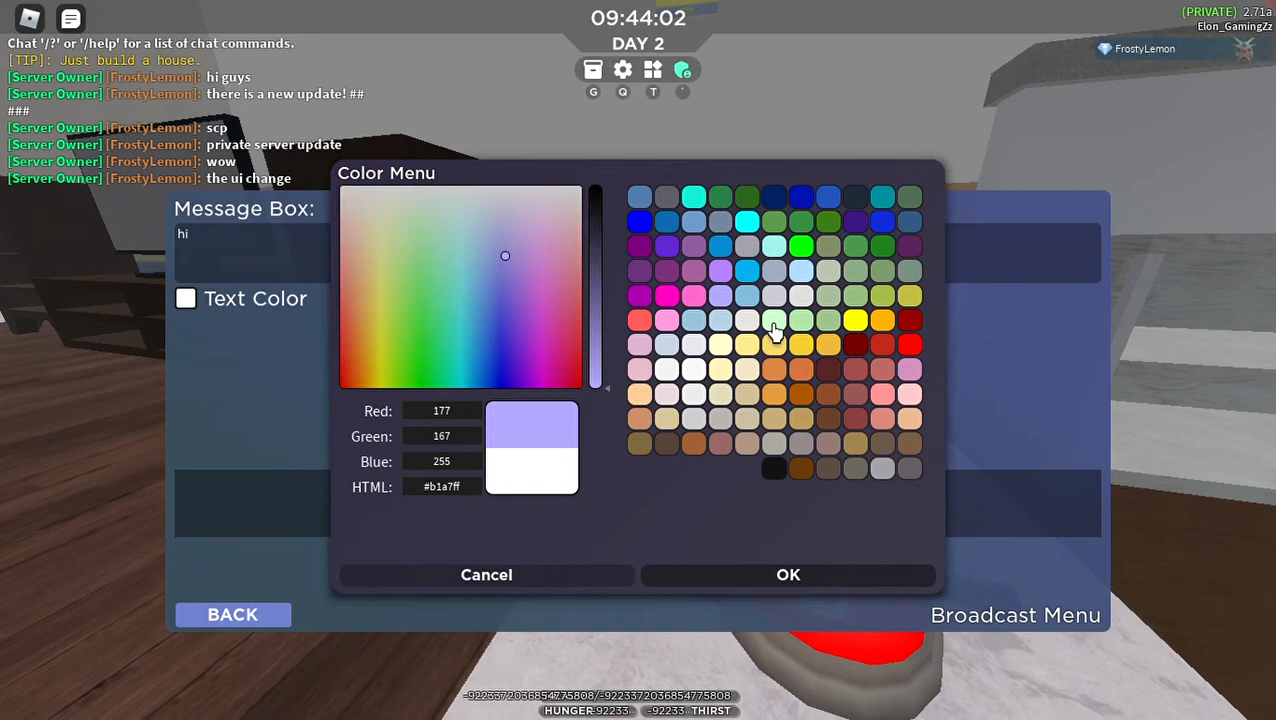 09:44:02
DAY 2
G Q T `
(PRIVATE) 2.71a
Elon_GamingZz
FrostyLemon
Chat '/?' or '/help' for a list of chat commands.
[TIP]: Just build a house.
[Server Owner] [FrostyLemon]: hi guys
[Server Owner] [FrostyLemon]: there is a new update! ##
###
[Server Owner] [FrostyLemon]: scp
[Server Owner] [FrostyLemon]: private server update
[Server Owner] [FrostyLemon]: wow
[Server Owner] [FrostyLemon]: the ui change
Message Box:
hi
Text Color
Color Menu
Red: 177
Green: 167
Blue: 255
HTML: #b1a7ff
Cancel
OK
BACK
Broadcast Menu
-9223372036854775808/-9223372036854775808
HUNGER -92233 -92233 THIRST